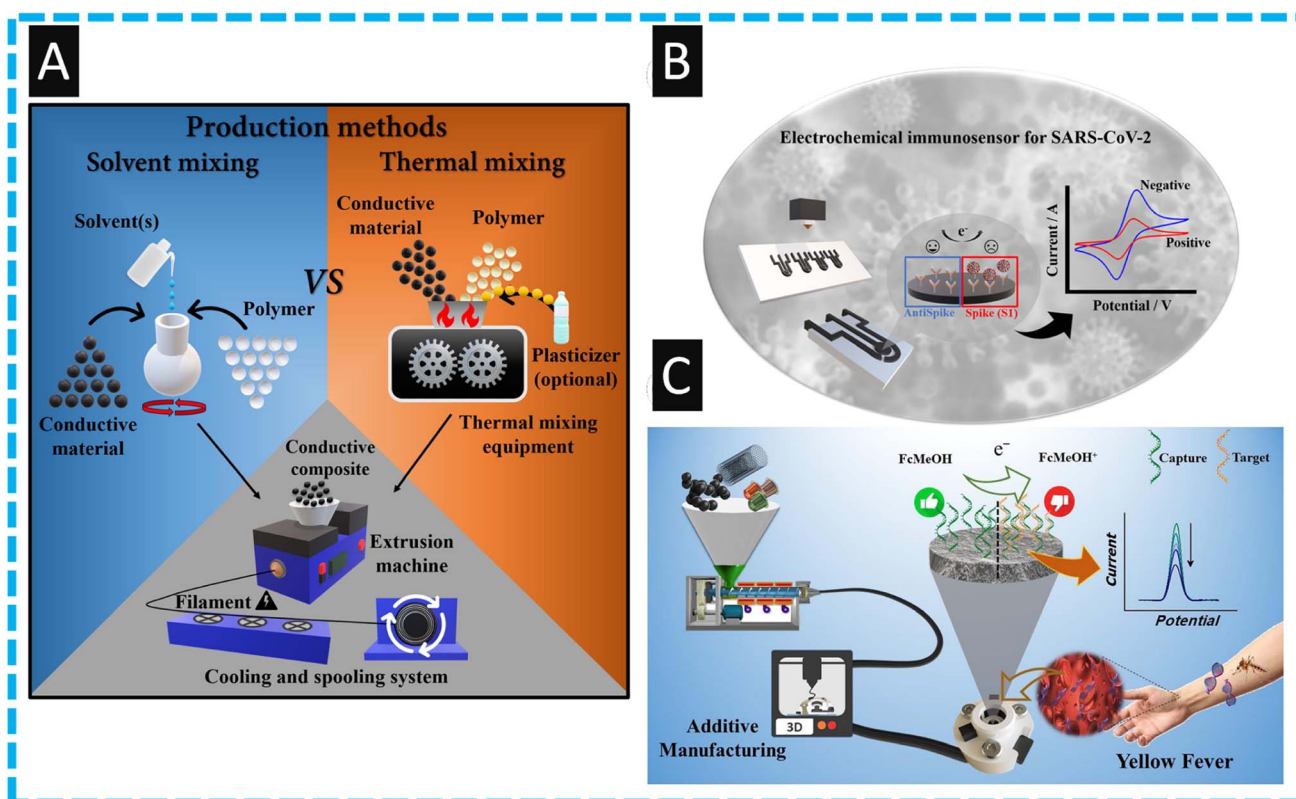 A
Production methods
Solvent mixing
Thermal mixing
VS
Solvent(s)
Polymer
Conductive
material
Conductive
material
Polymer
Plasticizer
(optional)
Thermal mixing
equipment
Conductive
composite
Extrusion
machine
Filament
Cooling and spooling system
B
Electrochemical immunosensor for SARS-CoV-2
e-
AntiSpike
Spike (S1)
Current / A
Negative
Positive
Potential / V
C
FcMeOH
e⁻
FcMeOH⁺
Capture
Target
Current
Potential
Additive
Manufacturing
3D
Yellow Fever